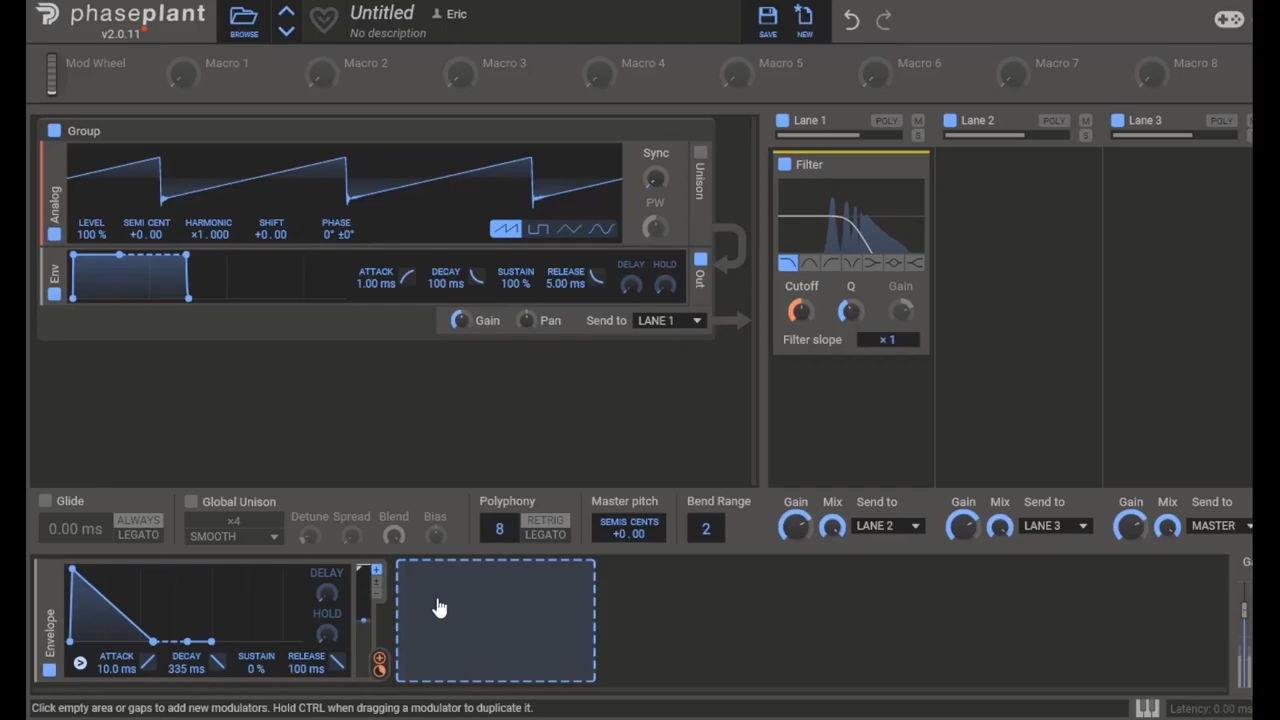 phaseplant
v2.0.11
BROWSE
Untitled
Eric
No description
SAVE
NEW
Mod Wheel
Macro 1
Macro 2
Macro 3
Macro 4
Macro 5
Macro 6
Macro 7
Macro 8
Group
Analog
LEVEL
100 %
SEMI CENT
+0.00
HARMONIC
×1.000
SHIFT
+0.00
PHASE
0° ±0°
Sync
PW
Unison
Env
ATTACK
1.00 ms
DECAY
100 ms
SUSTAIN
100 %
RELEASE
5.00 ms
DELAY
HOLD
Out
Gain
Pan
Send to
LANE 1
Lane 1
POLY
M
S
Lane 2
POLY
M
S
Lane 3
POLY
M
S
Filter
Cutoff
Q
Gain
Filter slope
× 1
Glide
0.00 ms
ALWAYS
LEGATO
Global Unison
×4
SMOOTH
Detune
Spread
Blend
Bias
Polyphony
8
RETRIG
LEGATO
Master pitch
SEMIS CENTS
+0.00
Bend Range
2
Gain
Mix
Send to
LANE 2
Gain
Mix
Send to
LANE 3
Gain
Mix
Send to
MASTER
Envelope
DELAY
HOLD
ATTACK
10.0 ms
DECAY
335 ms
SUSTAIN
0 %
RELEASE
100 ms
Click empty area or gaps to add new modulators. Hold CTRL when dragging a modulator to duplicate it.
Latency: 0.00 ms